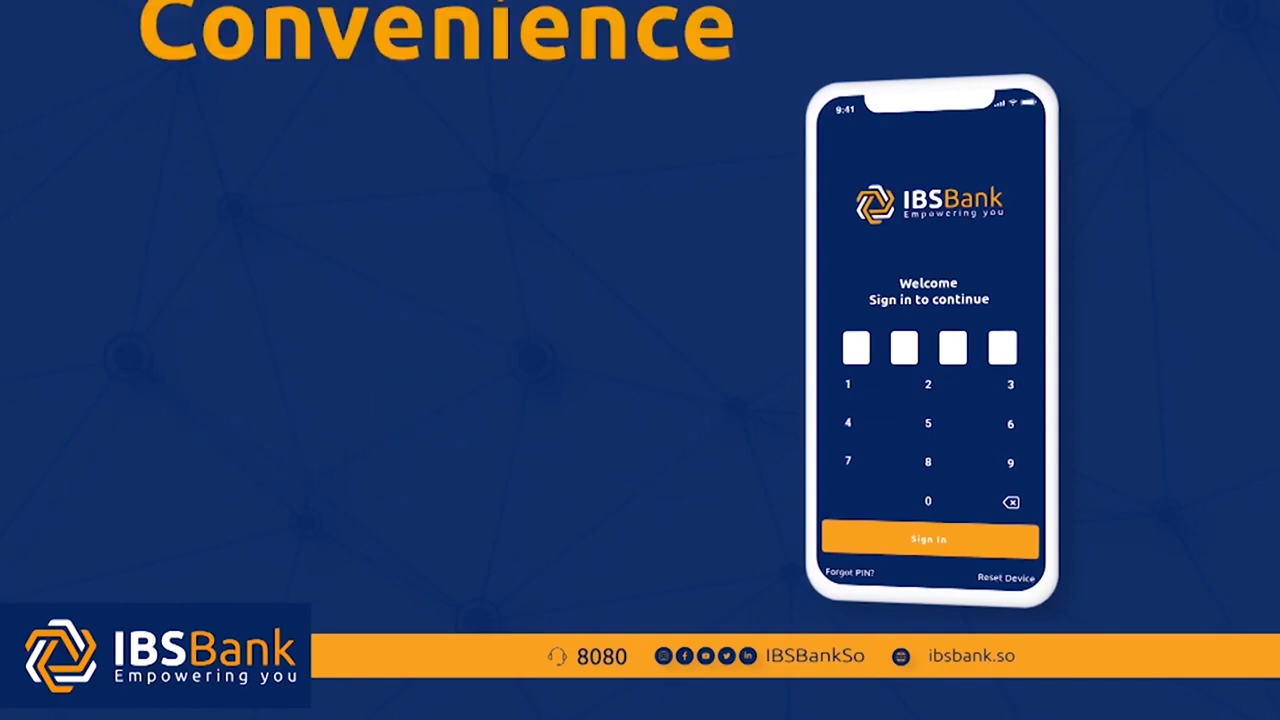 Convenience
9:41
IBSBank
Empowering you
Welcome
Sign in to continue
1 2 3
4 5 6
7 8 9
0
Sign In
Forgot PIN? Reset Device
IBSBank
Empowering you
8080 IBSBankSo ibsbank.so